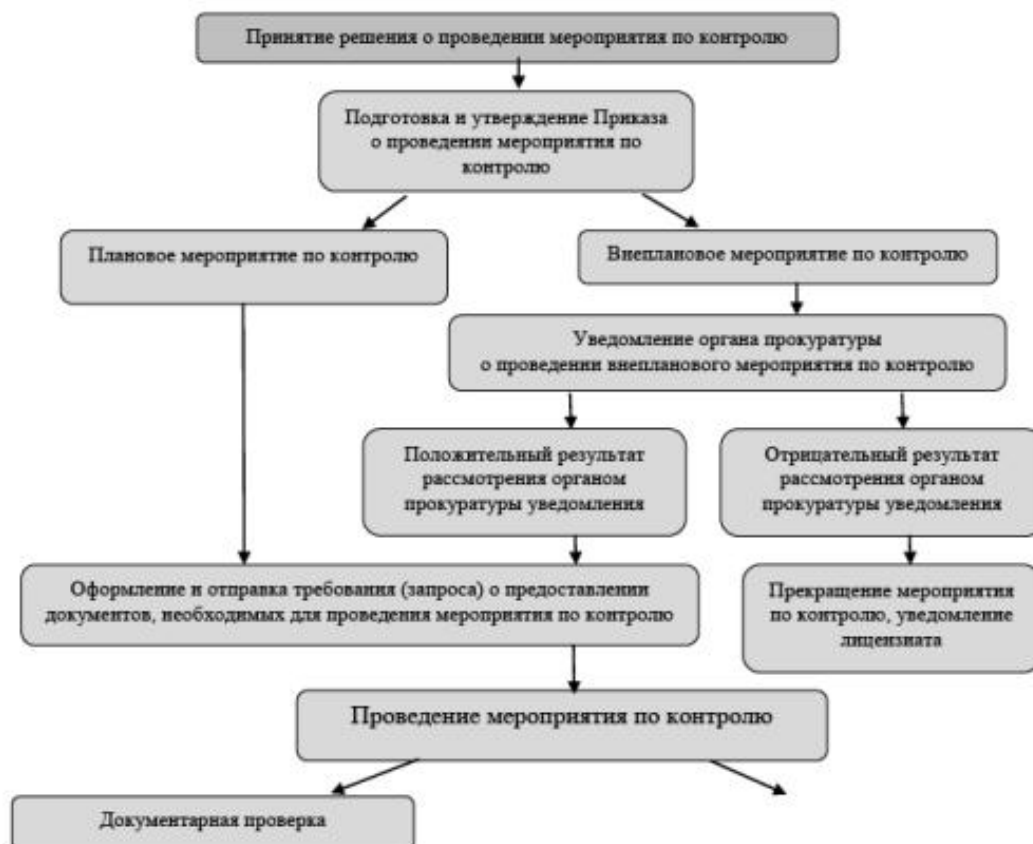 Принятие решения о проведении мероприятия по контролю
Подготовка и утверждение Приказа
о проведении мероприятия по
контролю
Плановое мероприятие по контролю
Внеплановое мероприятие по контролю
Уведомление органа прокуратуры
о проведении внепланового мероприятия по контролю
Положительный результат
рассмотрения органом
прокуратуры уведомления
Отрицательный результат
рассмотрения органом
прокуратуры уведомления
Оформление и отправка требования (запроса) о предоставлении
документов, необходимых для проведения мероприятия по контролю
Прекращение мероприятия
по контролю, уведомление
лицензиата
Проведение мероприятия по контролю
Документарная проверка